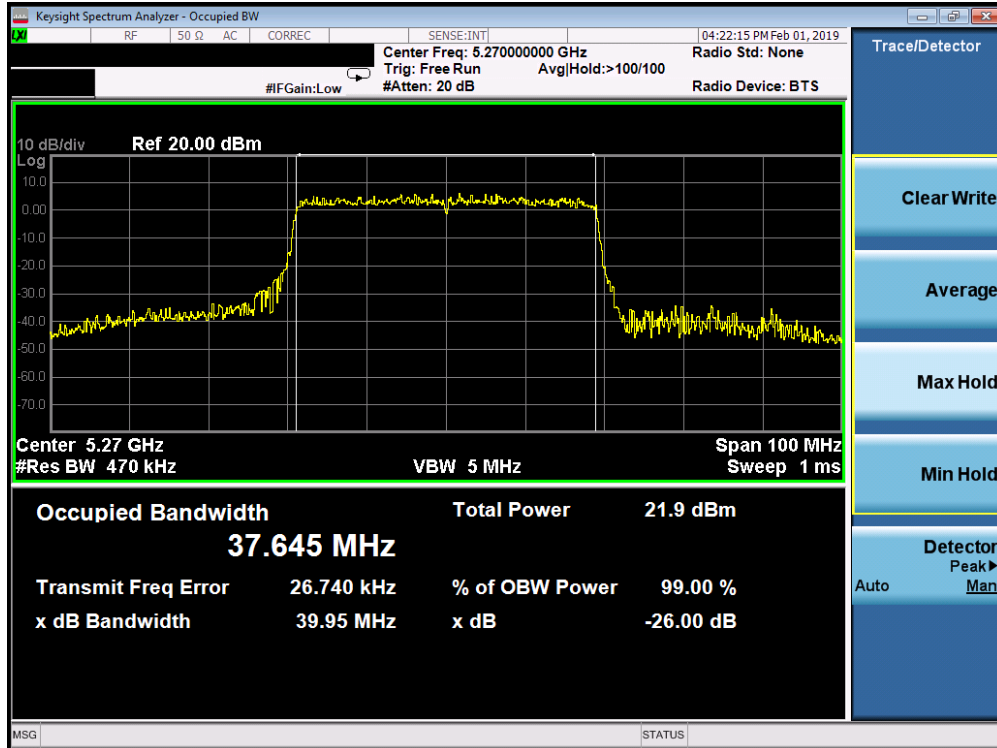 Keysight Spectrum Analyzer - Occupied BW
LXI RF 50 Ω AC CORREC SENSE:INT 04:22:15 PM Feb 01, 2019
Center Freq: 5.270000000 GHz Radio Std: None
Trig: Free Run Avg|Hold:>100/100
#IFGain:Low #Atten: 20 dB Radio Device: BTS
Trace/Detector
10 dB/div Ref 20.00 dBm
Log
10.0
0.00
-10.0
-20.0
-30.0
-40.0
-50.0
-60.0
-70.0
Center 5.27 GHz Span 100 MHz
#Res BW 470 kHz VBW 5 MHz Sweep 1 ms
Occupied Bandwidth Total Power 21.9 dBm
37.645 MHz
Transmit Freq Error 26.740 kHz % of OBW Power 99.00 %
x dB Bandwidth 39.95 MHz x dB -26.00 dB
Clear Write
Average
Max Hold
Min Hold
Detector
Peak▶
Auto Man
MSG STATUS